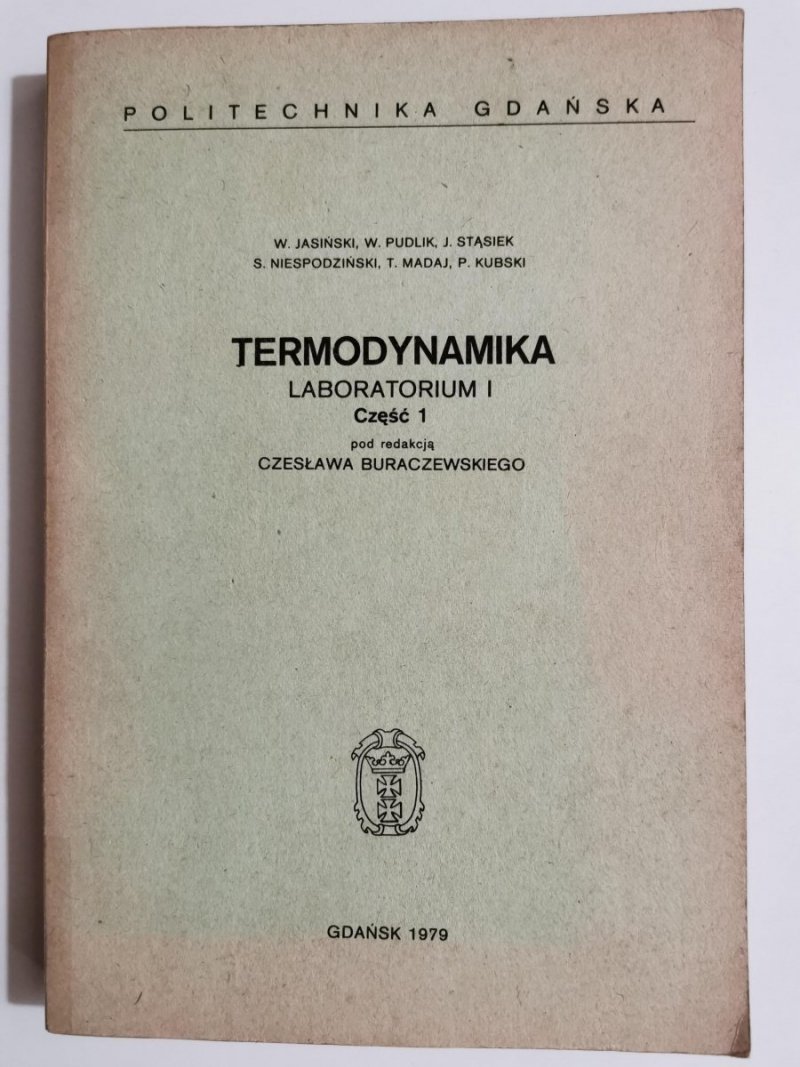 POLITECHNIKA GDAŃSKA
W. JASIŃSKI, W. PUDLIK, J. STĄSIEK
S. NIESPODZIŃSKI, T. MADAJ, P. KUBSKI
TERMODYNAMIKA
LABORATORIUM I
Część 1
pod redakcją
CZESŁAWA BURACZEWSKIEGO
GDAŃSK 1979